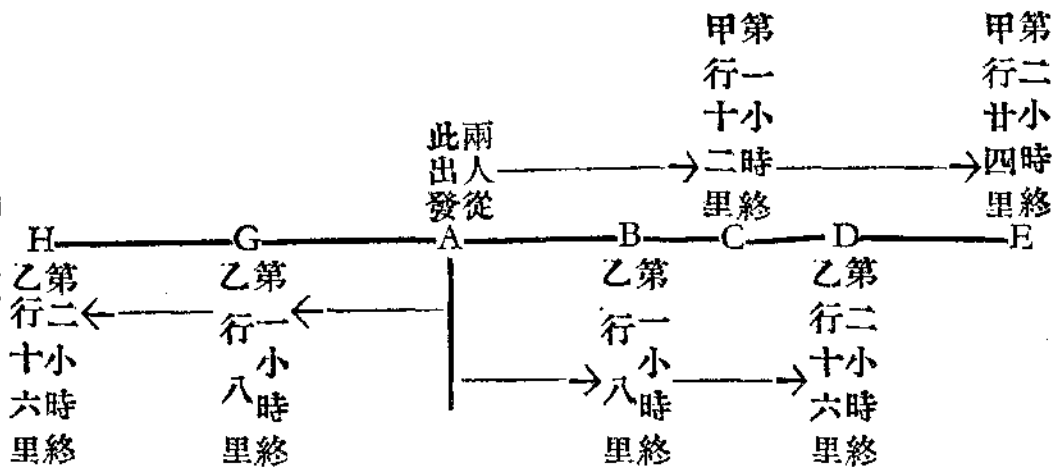 第一小時終
甲行十二里
第二小時終
甲行廿四里
兩人從
此出發
H G A B C D E
第二小時終
乙行十六里
第一小時終
乙行八里
第一小時終
乙行八里
第二小時終
乙行十六里